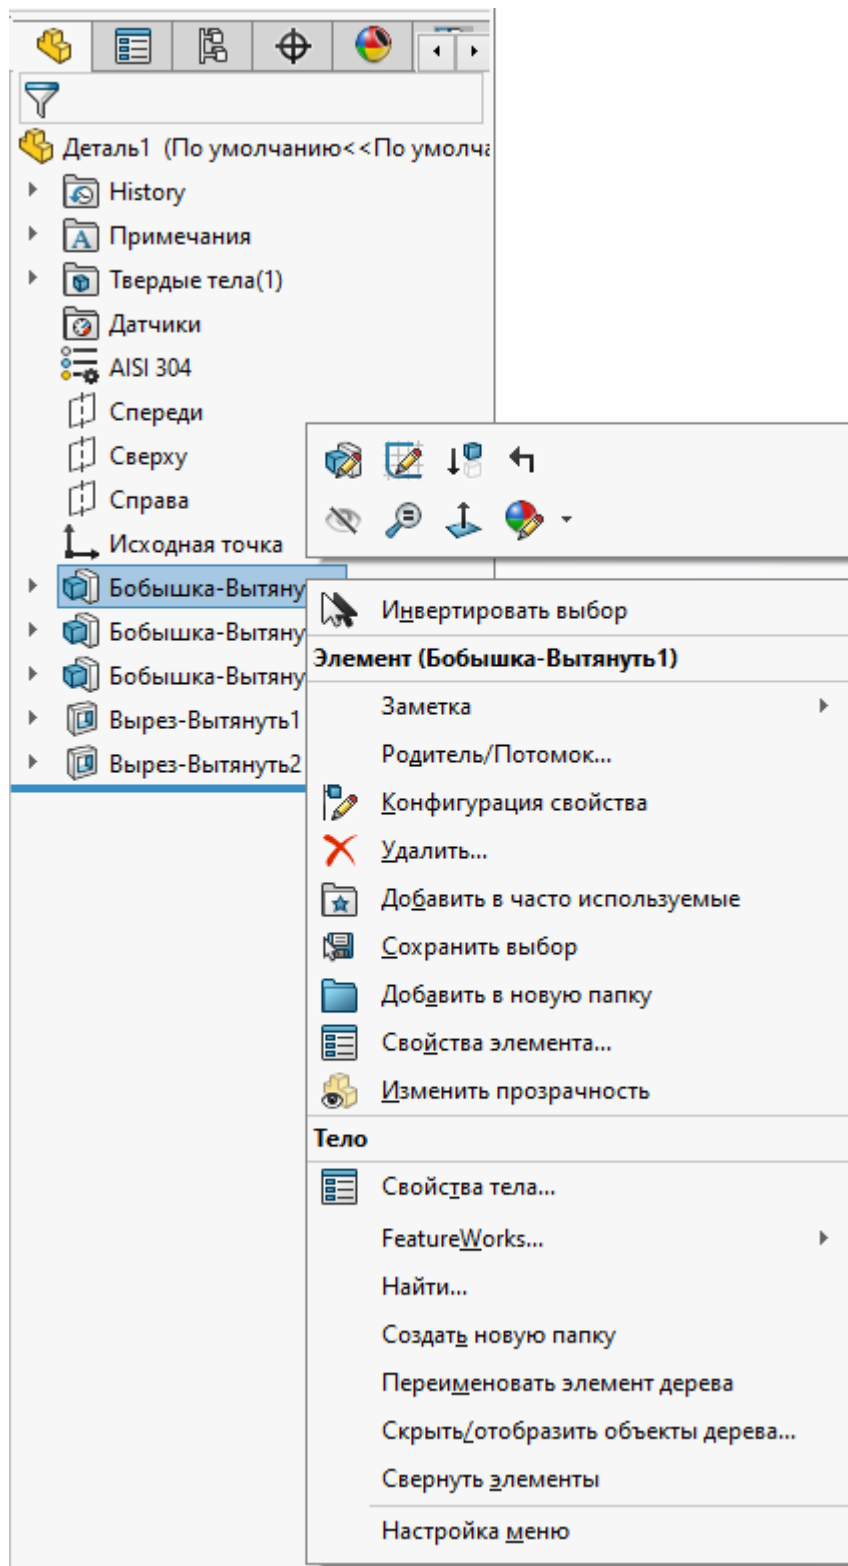 Деталь1 (По умолчанию<<По умолча
History
Примечания
Твердые тела(1)
Датчики
AISI 304
Спереди
Сверху
Справа
Исходная точка
Бобышка-Вытяну
Бобышка-Вытяну
Бобышка-Вытяну
Вырез-Вытянуть1
Вырез-Вытянуть2
Инвертировать выбор
Элемент (Бобышка-Вытянуть1)
Заметка
Родитель/Потомок...
Конфигурация свойства
Удалить...
Добавить в часто используемые
Сохранить выбор
Добавить в новую папку
Свойства элемента...
Изменить прозрачность
Тело
Свойства тела...
FeatureWorks...
Найти...
Создать новую папку
Переименовать элемент дерева
Скрыть/отобразить объекты дерева...
Свернуть элементы
Настройка меню